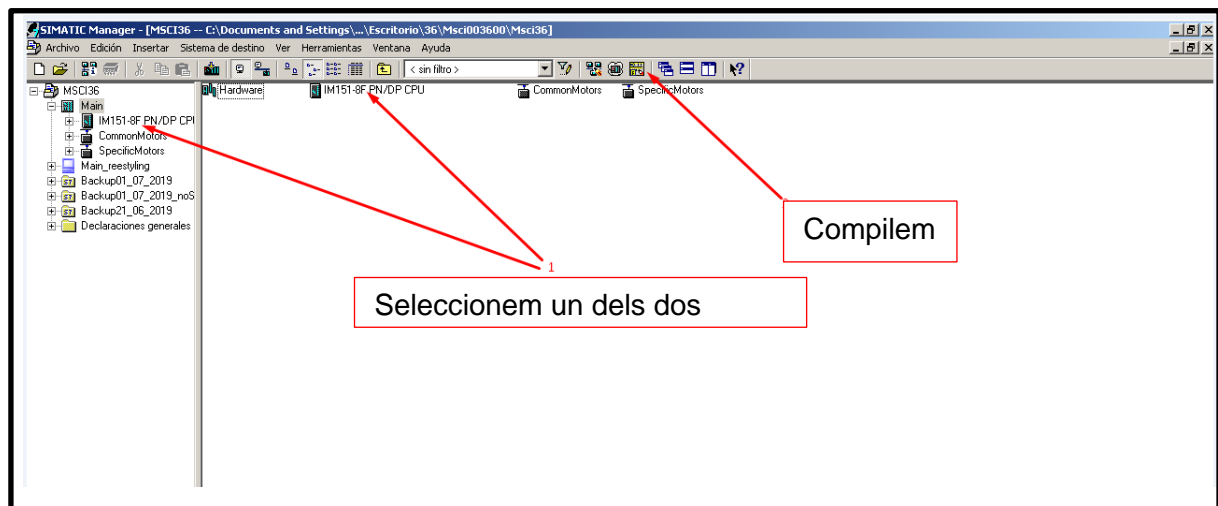 SIMATIC Manager - [MSCI36 -- C:\Documents and Settings\...\Escritorio\36\Msci003600\Msci36]
Archivo Edición Insertar Sistema de destino Ver Herramientas Ventana Ayuda
< sin filtro >
MSCI36
Main
IM151-8F PN/DP CPU
CommonMotors
SpecificMotors
Main_reestyling
Backup01_07_2019
Backup01_07_2019_noS
Backup21_06_2019
Declaraciones generales
Hardware IM151-8F PN/DP CPU CommonMotors SpecificMotors
Compilem
1
Seleccionem un dels dos